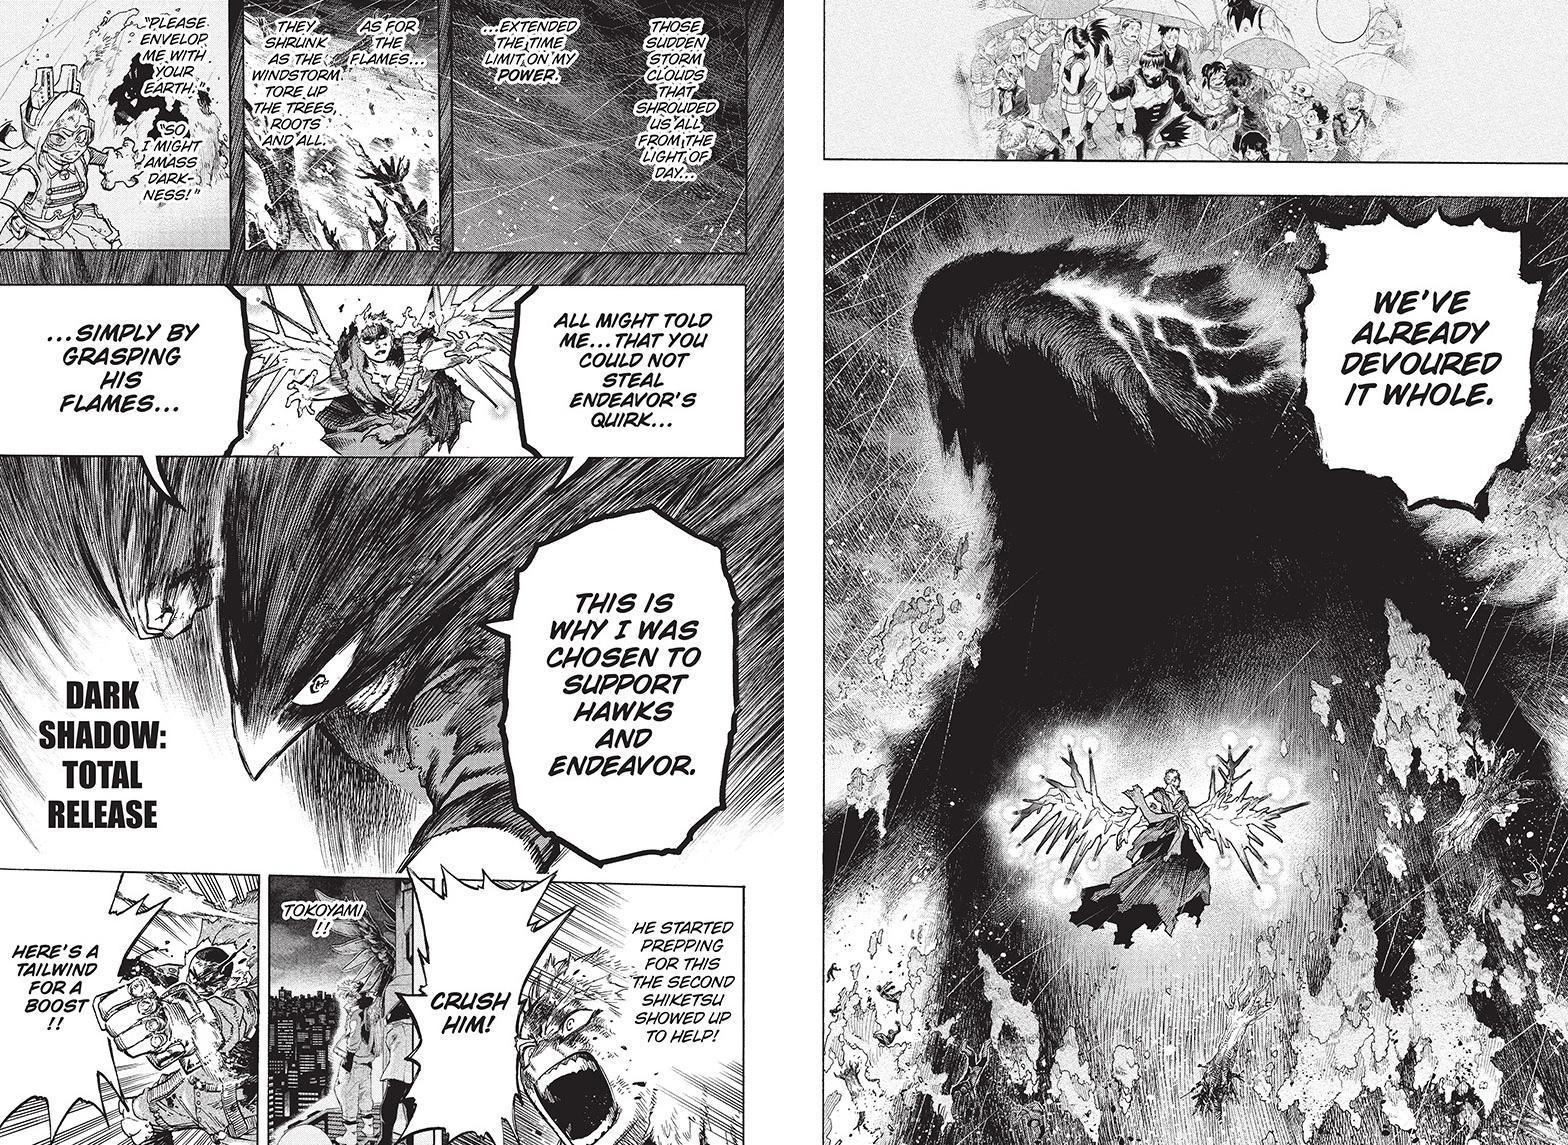 WE'VE
ALREADY
DEVOURED
IT WHOLE.
THOSE
SUDDEN
STORM
CLOUDS
THAT
SHROUDED
US ALL
FROM THE
LIGHT OF
DAY...
...EXTENDED
THE TIME
LIMIT ON MY
POWER.
AS FOR
THE
FLAMES...
THEY
SHRUNK
AS THE
WINDSTORM
TORE UP
THE TREES,
ROOTS
AND ALL.
"PLEASE
ENVELOP
ME WITH
YOUR
EARTH."
"SO
I MIGHT
AMASS
DARK-
NESS!"
ALL MIGHT TOLD
ME...THAT YOU
COULD NOT
STEAL
ENDEAVOR'S
QUIRK...
...SIMPLY BY
GRASPING
HIS
FLAMES...
THIS IS
WHY I WAS
CHOSEN TO
SUPPORT
HAWKS
AND
ENDEAVOR.
DARK
SHADOW:
TOTAL
RELEASE
HE STARTED
PREPPING
FOR THIS
THE SECOND
SHIKETSU
SHOWED UP
TO HELP!
CRUSH
HIM!
TOKOYAMI
!!
HERE'S A
TAILWIND
FOR A
BOOST
!!